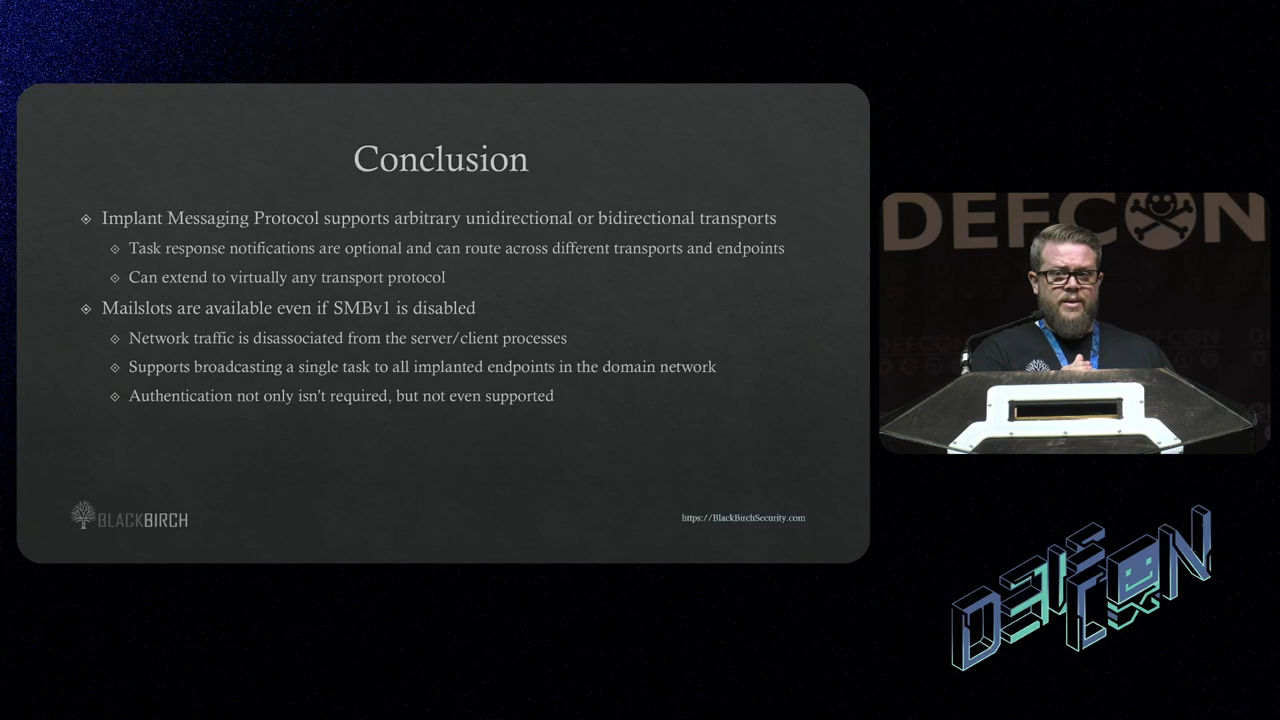 Conclusion
Implant Messaging Protocol supports arbitrary unidirectional or bidirectional transports
Task response notifications are optional and can route across different transports and endpoints
Can extend to virtually any transport protocol
Mailslots are available even if SMBv1 is disabled
Network traffic is disassociated from the server/client processes
Supports broadcasting a single task to all implanted endpoints in the domain network
Authentication not only isn't required, but not even supported
BLACKBIRCH
https://BlackBirchSecurity.com
DEFCON
DEFCON
DEFCON
DEF CON